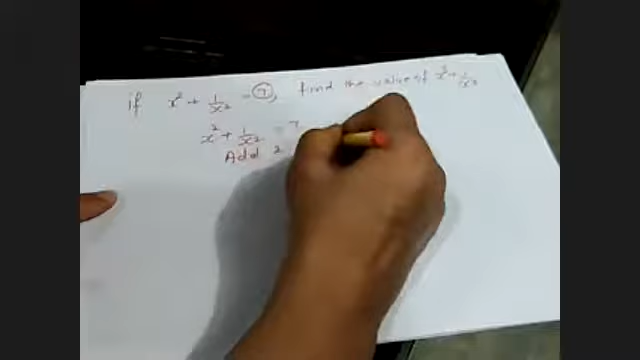 if x² + 1/x² = 7, find the value of x³ + 1/x³
x² + 1/x² = 7
Add 2